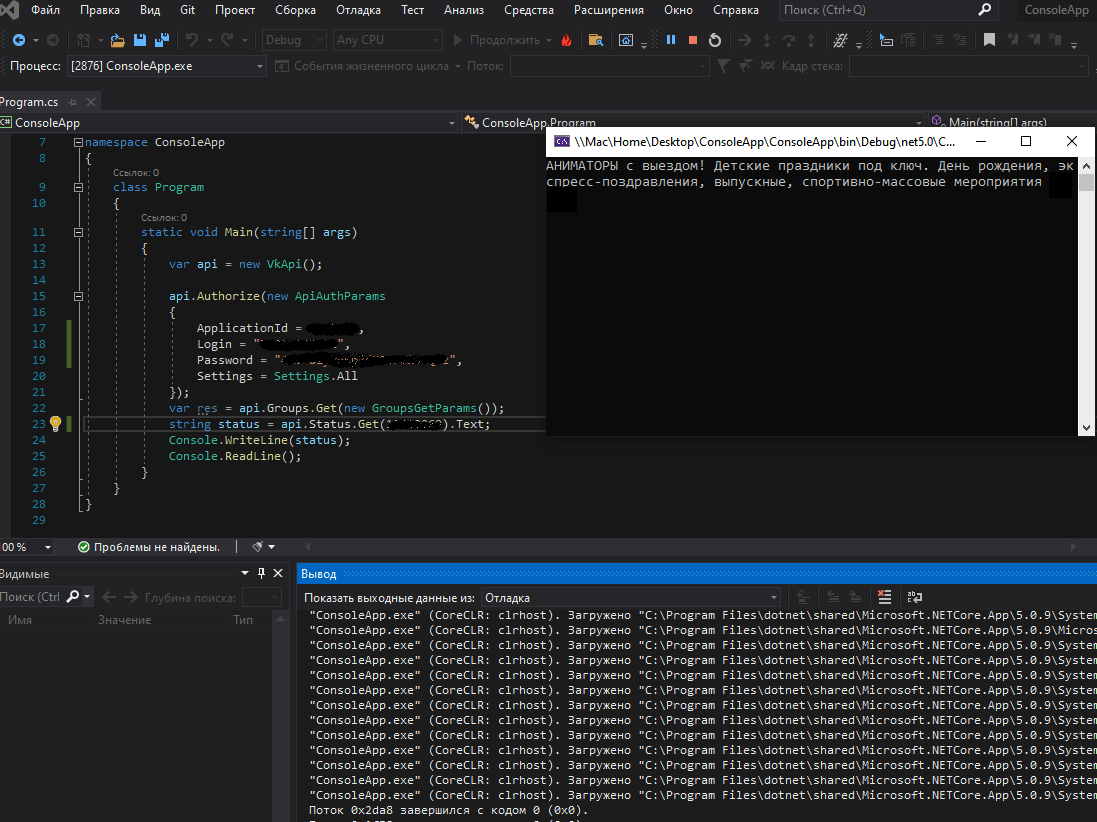 Файл Правка Вид Git Проект Сборка Отладка Тест Анализ Средства Расширения Окно Справка Поиск (Ctrl+Q) ConsoleApp
Debug Any CPU Продолжить
Процесс: [2876] ConsoleApp.exe События жизненного цикла Поток: Кадр стека:
Program.cs
C# ConsoleApp ConsoleApp.Program Main(string[] args)
7 namespace ConsoleApp
8 {
Ссылок: 0
9 class Program
10 {
Ссылок: 0
11 static void Main(string[] args)
12 {
13 var api = new VkApi();
14
15 api.Authorize(new ApiAuthParams
16 {
17 ApplicationId = ,
18 Login = "",
19 Password = "",
20 Settings = Settings.All
21 });
22 var res = api.Groups.Get(new GroupsGetParams());
23 string status = api.Status.Get().Text;
24 Console.WriteLine(status);
25 Console.ReadLine();
26 }
27 }
28 }
29
C:\ \\Mac\Home\Desktop\ConsoleApp\ConsoleApp\bin\Debug\net5.0\C...
АНИМАТОРЫ с выездом! Детские праздники под ключ. День рождения, эк
спресс-поздравления, выпускные, спортивно-массовые мероприятия
00 % Проблемы не найдены.
Видимые
Поиск (Ctrl Глубина поиска:
Имя Значение Тип
Вывод
Показать выходные данные из: Отладка
"ConsoleApp.exe" (CoreCLR: clrhost). Загружено "C:\Program Files\dotnet\shared\Microsoft.NETCore.App\5.0.9\System
"ConsoleApp.exe" (CoreCLR: clrhost). Загружено "C:\Program Files\dotnet\shared\Microsoft.NETCore.App\5.0.9\Micros
"ConsoleApp.exe" (CoreCLR: clrhost). Загружено "C:\Program Files\dotnet\shared\Microsoft.NETCore.App\5.0.9\System
"ConsoleApp.exe" (CoreCLR: clrhost). Загружено "C:\Program Files\dotnet\shared\Microsoft.NETCore.App\5.0.9\System
"ConsoleApp.exe" (CoreCLR: clrhost). Загружено "C:\Program Files\dotnet\shared\Microsoft.NETCore.App\5.0.9\System
"ConsoleApp.exe" (CoreCLR: clrhost). Загружено "C:\Program Files\dotnet\shared\Microsoft.NETCore.App\5.0.9\System
"ConsoleApp.exe" (CoreCLR: clrhost). Загружено "C:\Program Files\dotnet\shared\Microsoft.NETCore.App\5.0.9\System
"ConsoleApp.exe" (CoreCLR: clrhost). Загружено "C:\Program Files\dotnet\shared\Microsoft.NETCore.App\5.0.9\System
"ConsoleApp.exe" (CoreCLR: clrhost). Загружено "C:\Program Files\dotnet\shared\Microsoft.NETCore.App\5.0.9\System
"ConsoleApp.exe" (CoreCLR: clrhost). Загружено "C:\Program Files\dotnet\shared\Microsoft.NETCore.App\5.0.9\System
"ConsoleApp.exe" (CoreCLR: clrhost). Загружено "C:\Program Files\dotnet\shared\Microsoft.NETCore.App\5.0.9\System
"ConsoleApp.exe" (CoreCLR: clrhost). Загружено "C:\Program Files\dotnet\shared\Microsoft.NETCore.App\5.0.9\System
"ConsoleApp.exe" (CoreCLR: clrhost). Загружено "C:\Program Files\dotnet\shared\Microsoft.NETCore.App\5.0.9\System
Поток 0x2da8 завершился с кодом 0 (0x0).